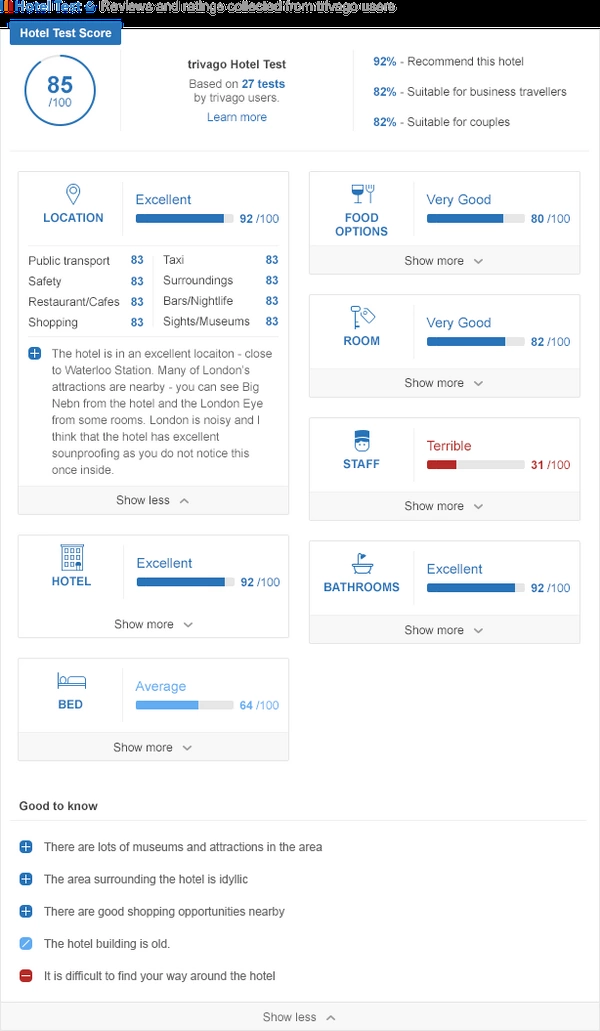 Hotel Test & Reviews and ratings collected from trivago users
Hotel Test Score
85
/100
trivago Hotel Test
Based on 27 tests
by trivago users.
Learn more
92% - Recommend this hotel
82% - Suitable for business travellers
82% - Suitable for couples
LOCATION
Excellent
92 /100
Public transport 83
Taxi 83
Safety 83
Surroundings 83
Restaurant/Cafes 83
Bars/Nightlife 83
Shopping 83
Sights/Museums 83
The hotel is in an excellent locaiton - close
to Waterloo Station. Many of London's
attractions are nearby - you can see Big
Nebn from the hotel and the London Eye
from some rooms. London is noisy and I
think that the hotel has excellent
sounproofing as you do not notice this
once inside.
Show less
HOTEL
Excellent
92 /100
Show more
BED
Average
64 /100
Show more
FOOD
OPTIONS
Very Good
80 /100
Show more
ROOM
Very Good
82 /100
Show more
STAFF
Terrible
31 /100
Show more
BATHROOMS
Excellent
92 /100
Show more
Good to know
There are lots of museums and attractions in the area
The area surrounding the hotel is idyllic
There are good shopping opportunities nearby
The hotel building is old.
It is difficult to find your way around the hotel
Show less